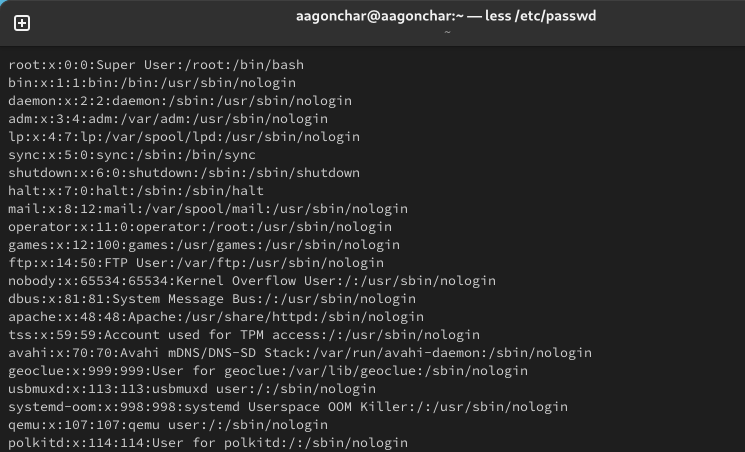 aagonchar@aagonchar:~ — less /etc/passwd
~
root:x:0:0:Super User:/root:/bin/bash
bin:x:1:1:bin:/bin:/usr/sbin/nologin
daemon:x:2:2:daemon:/sbin:/usr/sbin/nologin
adm:x:3:4:adm:/var/adm:/usr/sbin/nologin
lp:x:4:7:lp:/var/spool/lpd:/usr/sbin/nologin
sync:x:5:0:sync:/sbin:/bin/sync
shutdown:x:6:0:shutdown:/sbin:/sbin/shutdown
halt:x:7:0:halt:/sbin:/sbin/halt
mail:x:8:12:mail:/var/spool/mail:/usr/sbin/nologin
operator:x:11:0:operator:/root:/usr/sbin/nologin
games:x:12:100:games:/usr/games:/usr/sbin/nologin
ftp:x:14:50:FTP User:/var/ftp:/usr/sbin/nologin
nobody:x:65534:65534:Kernel Overflow User:/:/usr/sbin/nologin
dbus:x:81:81:System Message Bus:/:/usr/sbin/nologin
apache:x:48:48:Apache:/usr/share/httpd:/sbin/nologin
tss:x:59:59:Account used for TPM access:/:/usr/sbin/nologin
avahi:x:70:70:Avahi mDNS/DNS-SD Stack:/var/run/avahi-daemon:/sbin/nologin
geoclue:x:999:999:User for geoclue:/var/lib/geoclue:/sbin/nologin
usbmuxd:x:113:113:usbmuxd user:/:/sbin/nologin
systemd-oom:x:998:998:systemd Userspace OOM Killer:/:/usr/sbin/nologin
qemu:x:107:107:qemu user:/:/sbin/nologin
polkitd:x:114:114:User for polkitd:/:/sbin/nologin